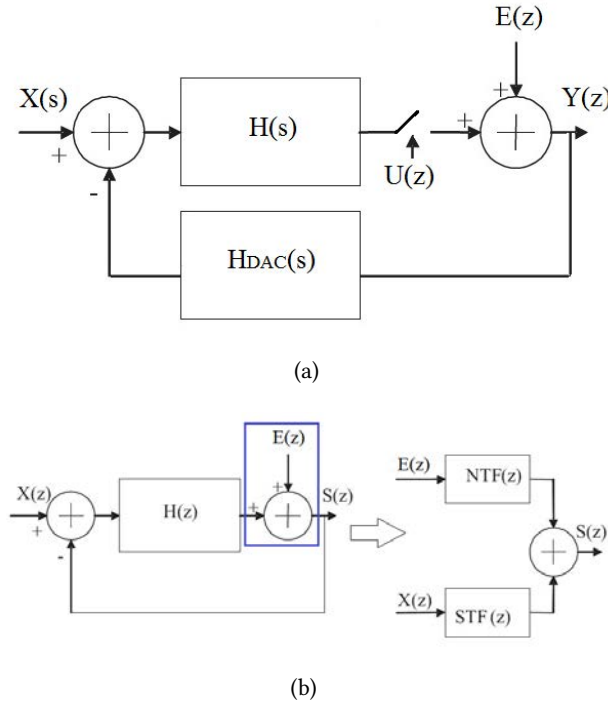 E(z)
X(s)
+
+
Y(z)
H(s)
+
U(z)
-
HDAC(s)
(a)
E(z)
+
X(z)
H(z)
+
S(z)
+
-
E(z)
NTF(z)
S(z)
X(z)
STF(z)
(b)